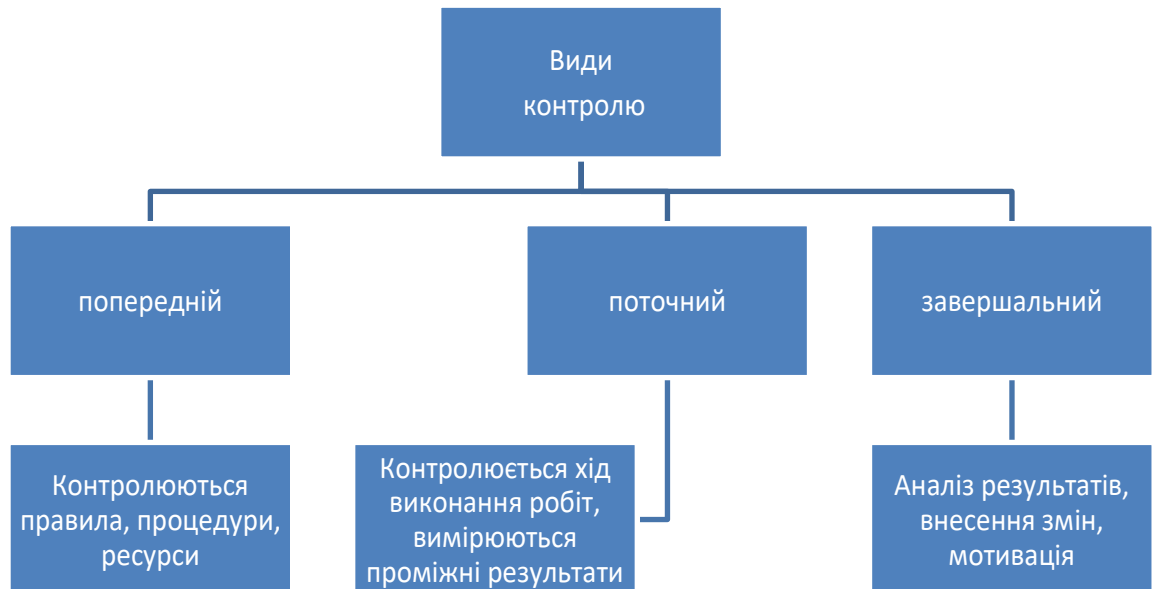 Види
контролю
попередній
поточний
завершальний
Контролюються
правила, процедури,
ресурси
Контролюється хід
виконання робіт,
вимірюються
проміжні результати
Аналіз результатів,
внесення змін,
мотивація